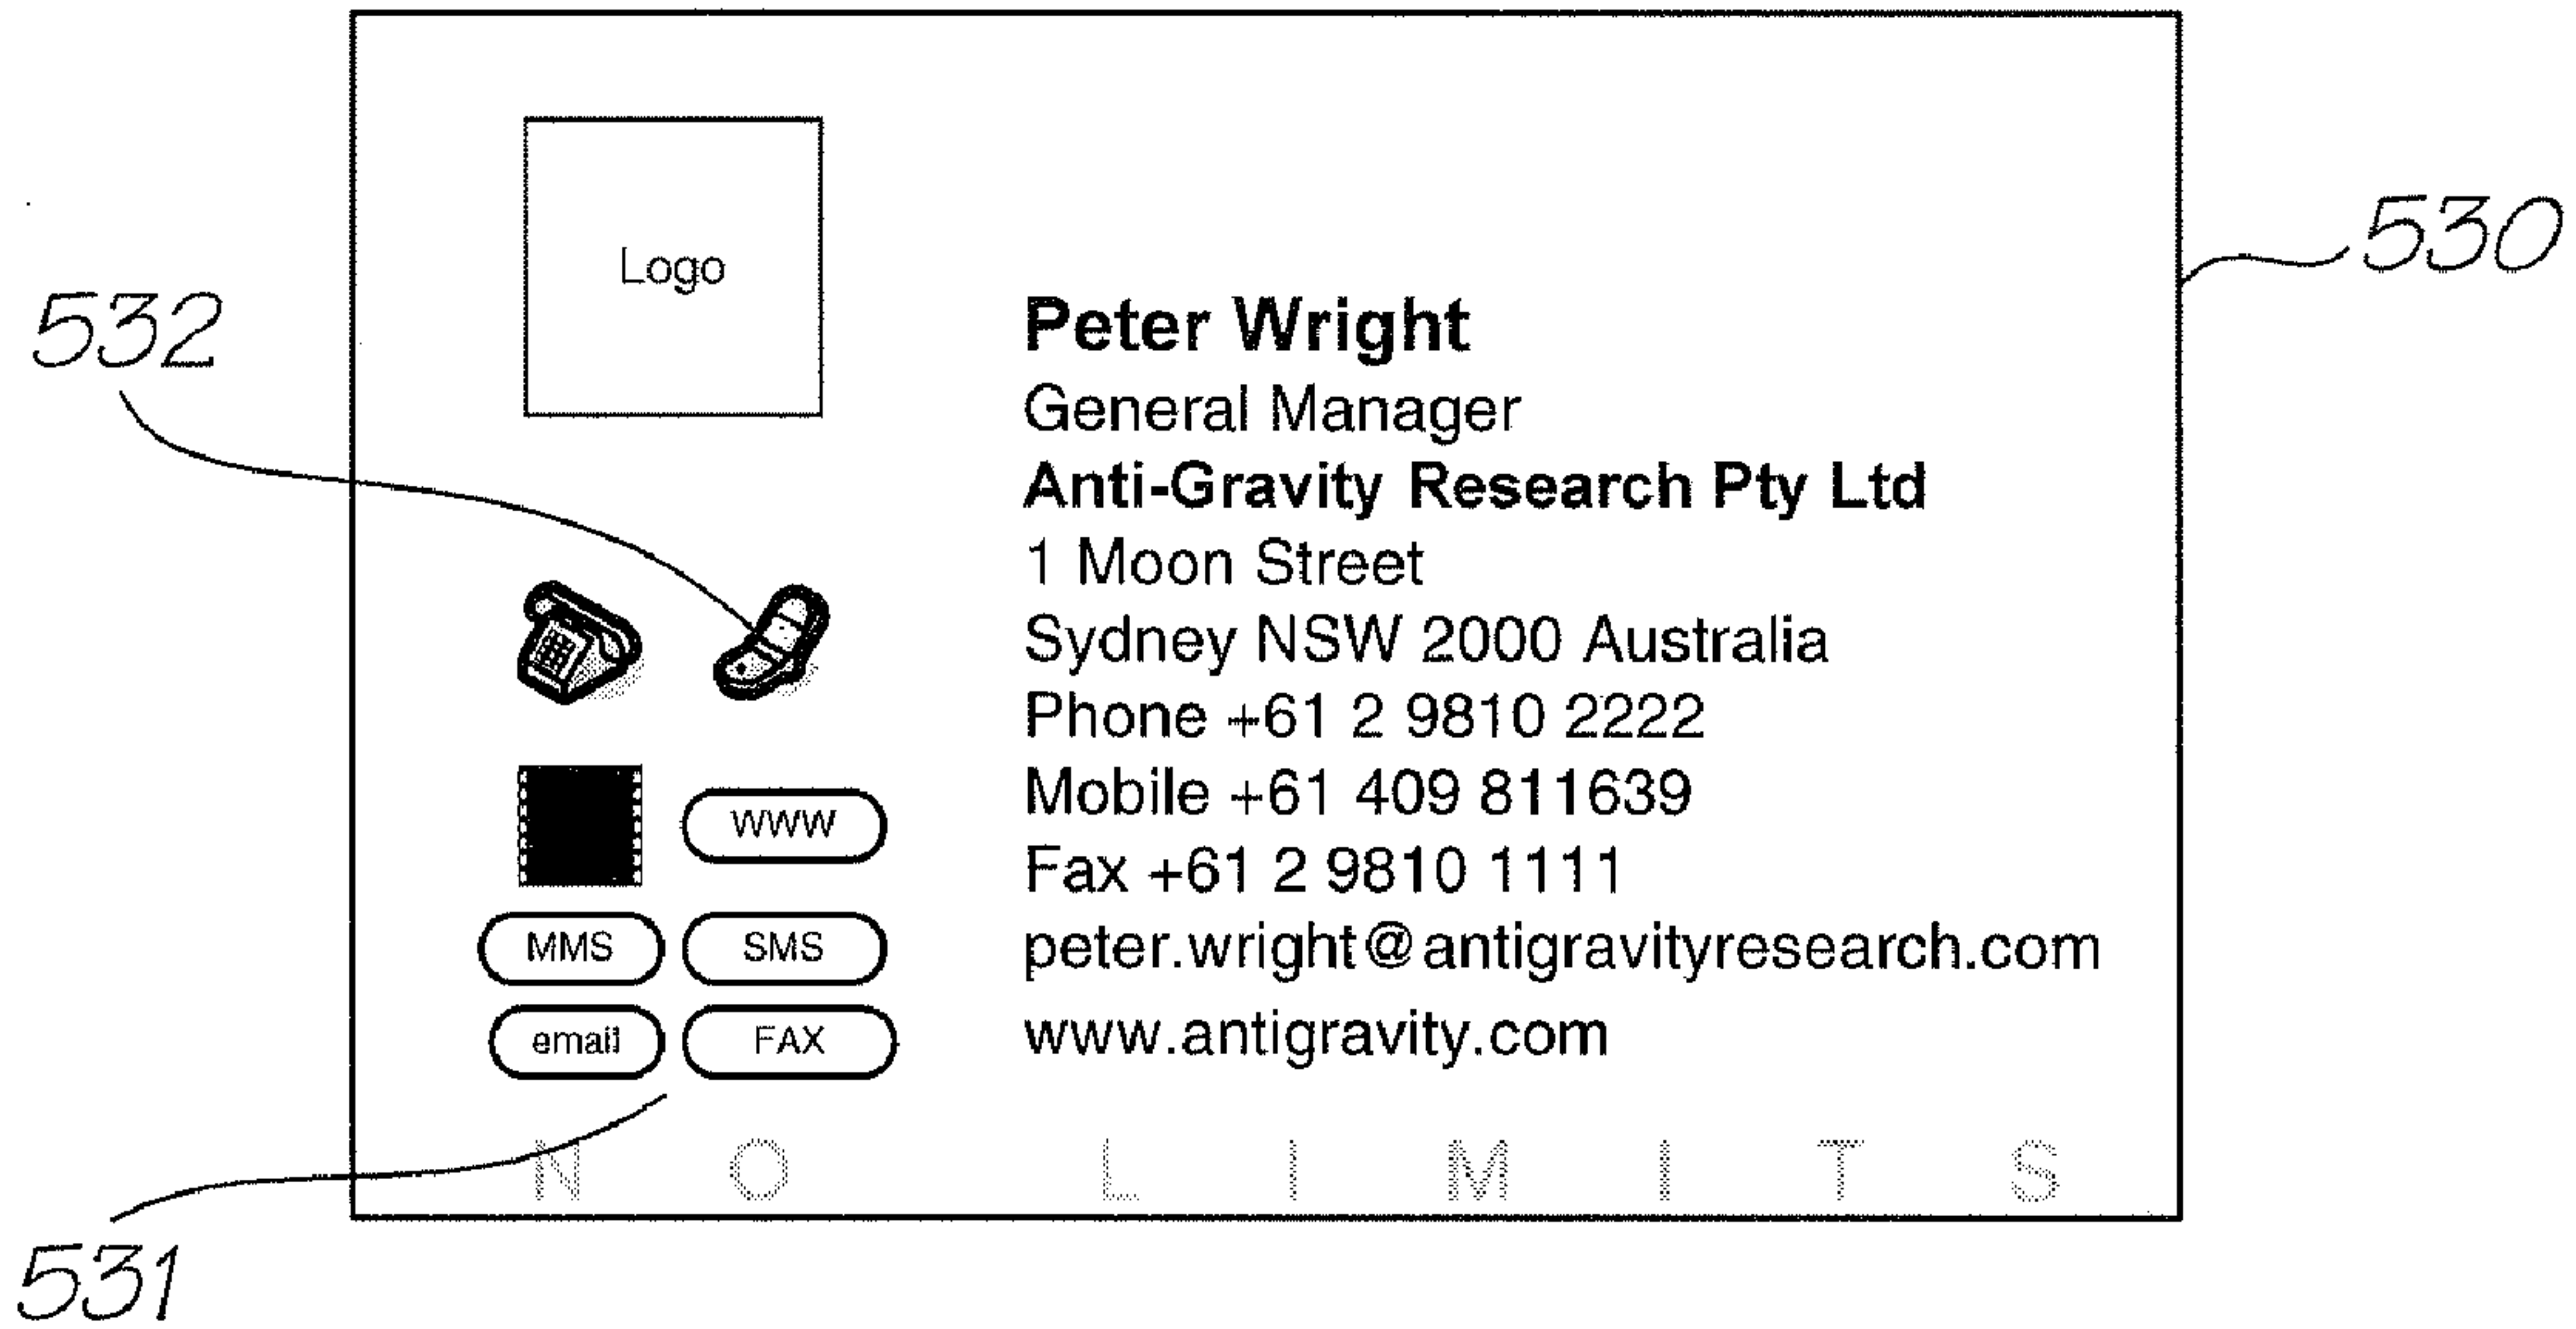 530
Logo
532
Peter Wright
General Manager
Anti-Gravity Research Pty Ltd
1 Moon Street
Sydney NSW 2000 Australia
Phone +61 2 9810 2222
Mobile +61 409 811639
Fax +61 2 9810 1111
peter.wright@antigravityresearch.com
www.antigravity.com
WWW
MMS SMS
email FAX
NO LIMITS
531